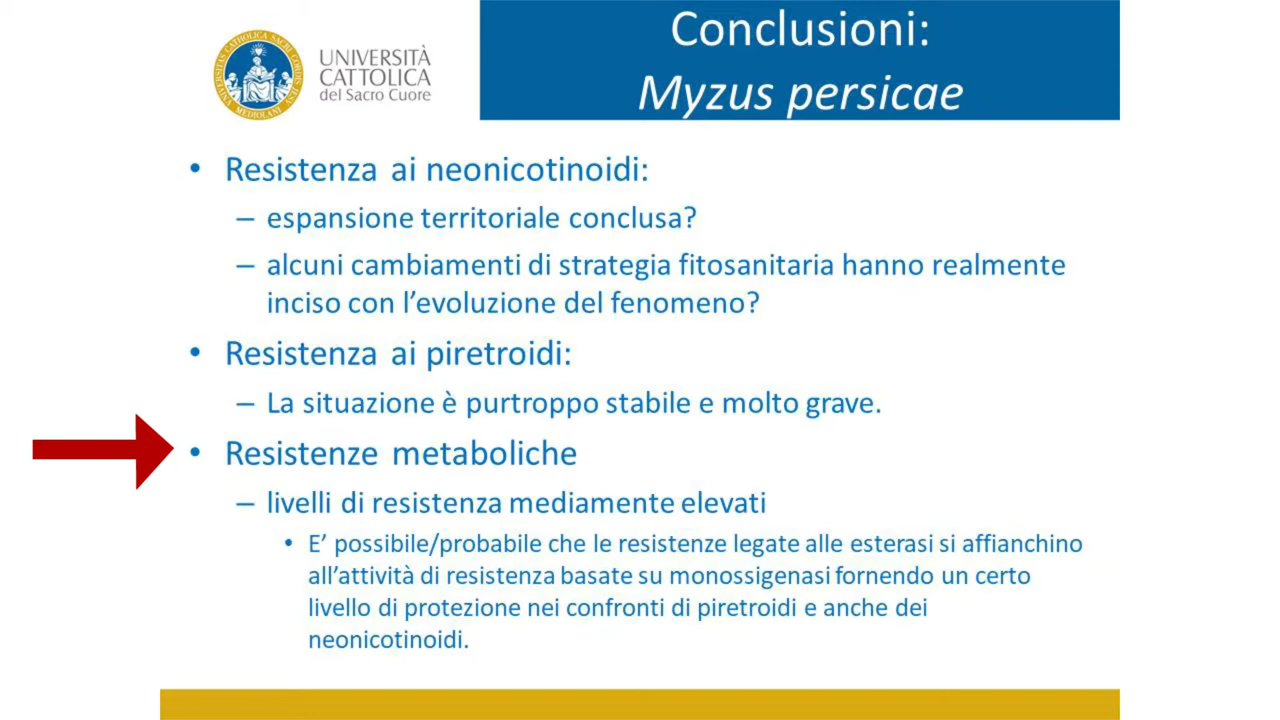 UNIVERSITÀ
CATTOLICA
del Sacro Cuore
Conclusioni:
Myzus persicae
• Resistenza ai neonicotinoidi:
– espansione territoriale conclusa?
– alcuni cambiamenti di strategia fitosanitaria hanno realmente
inciso con l’evoluzione del fenomeno?
• Resistenza ai piretroidi:
– La situazione è purtroppo stabile e molto grave.
• Resistenze metaboliche
– livelli di resistenza mediamente elevati
• E’ possibile/probabile che le resistenze legate alle esterasi si affianchino
all’attività di resistenza basate su monossigenasi fornendo un certo
livello di protezione nei confronti di piretroidi e anche dei
neonicotinoidi.